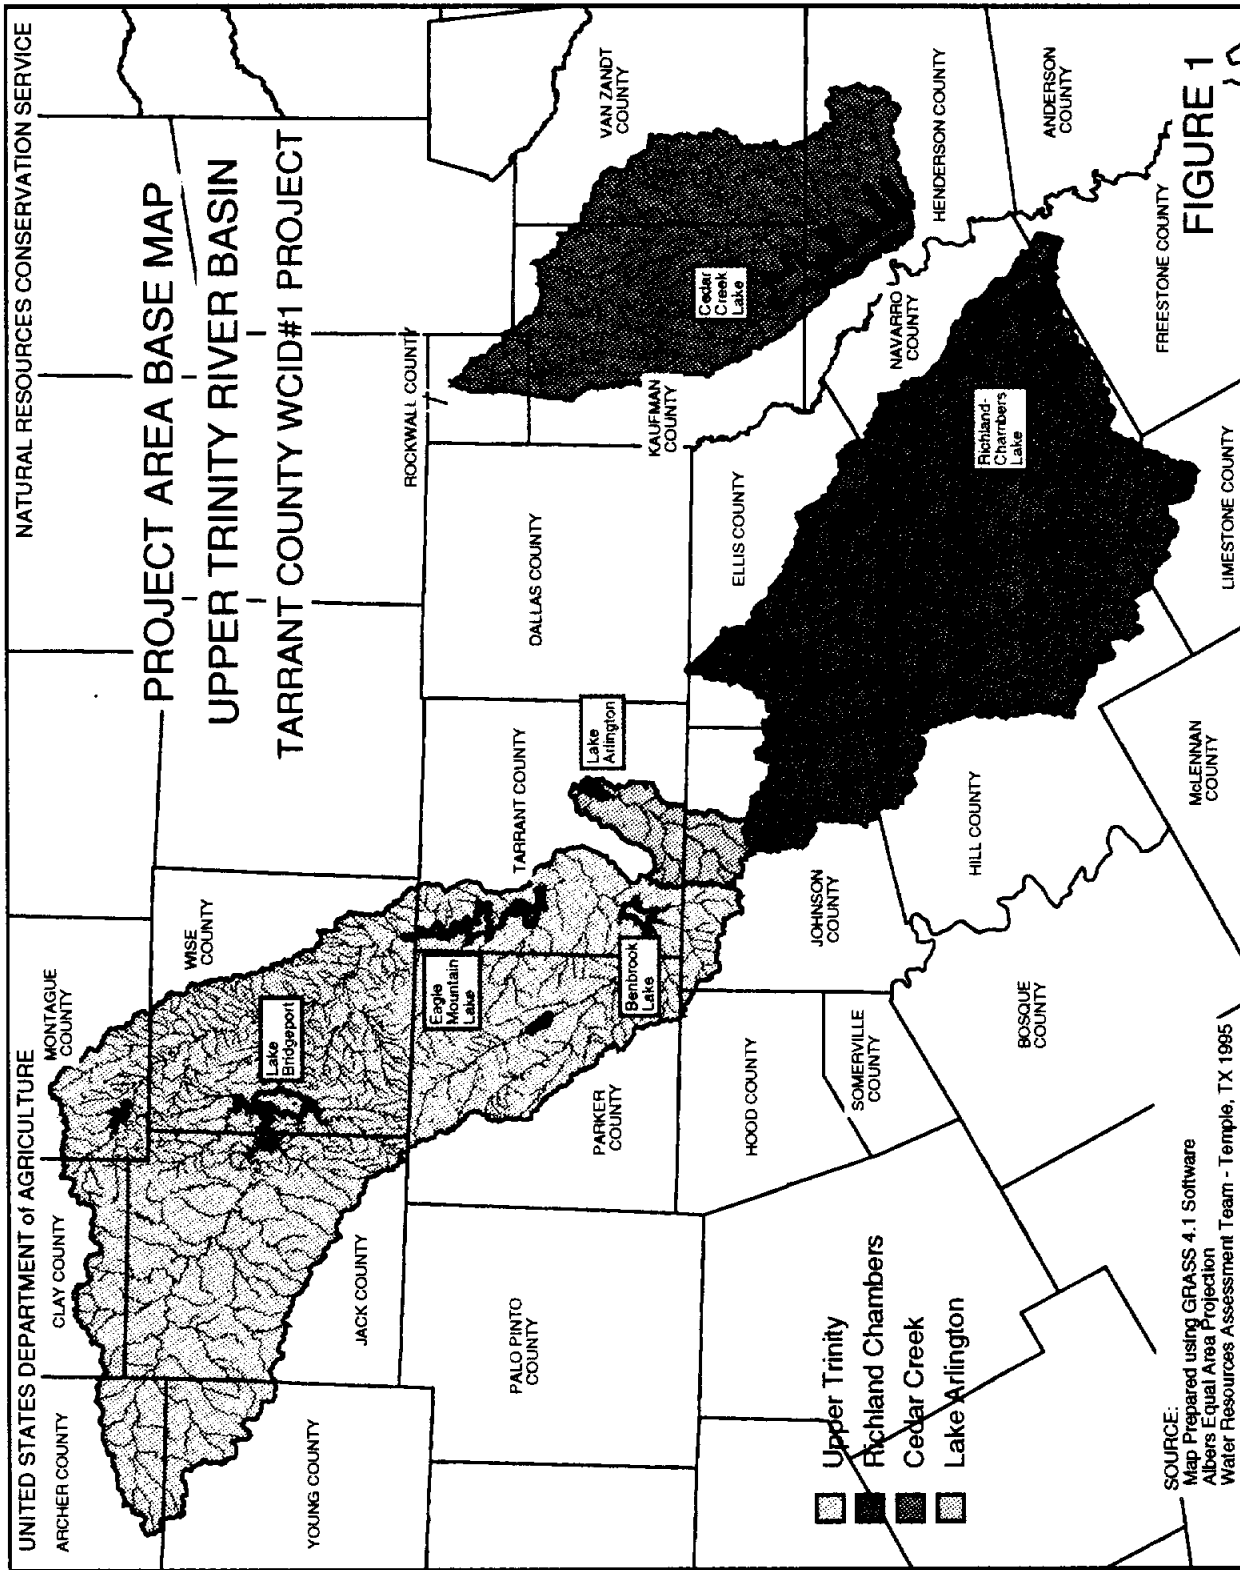 UNITED STATES DEPARTMENT of AGRICULTURE
NATURAL RESOURCES CONSERVATION SERVICE
PROJECT AREA BASE MAP
UPPER TRINITY RIVER BASIN
TARRANT COUNTY WCID#1 PROJECT
ARCHER COUNTY
CLAY COUNTY
MONTAGUE
COUNTY
WISE
COUNTY
YOUNG COUNTY
JACK COUNTY
Lake
Bridgeport
ROCKWALL COUNTY
Eagle
Mountain
Lake
TARRANT COUNTY
DALLAS COUNTY
VAN ZANDT
COUNTY
PALO PINTO
COUNTY
PARKER
COUNTY
Benbrook
Lake
Lake
Arlington
KAUFMAN
COUNTY
Cedar
Creek
Lake
HOOD COUNTY
ELLIS COUNTY
JOHNSON
COUNTY
SOMERVILLE
COUNTY
NAVARRO
COUNTY
HENDERSON COUNTY
HILL COUNTY
Richland-
Chambers
Lake
BOSQUE
COUNTY
ANDERSON
COUNTY
FREESTONE COUNTY
McLENNAN
COUNTY
LIMESTONE COUNTY
FIGURE 1
Upper Trinity
Richland Chambers
Cedar Creek
Lake Arlington
SOURCE:
Map Prepared using GRASS 4.1 Software
Albers Equal Area Projection
Water Resources Assessment Team - Temple, TX 1995